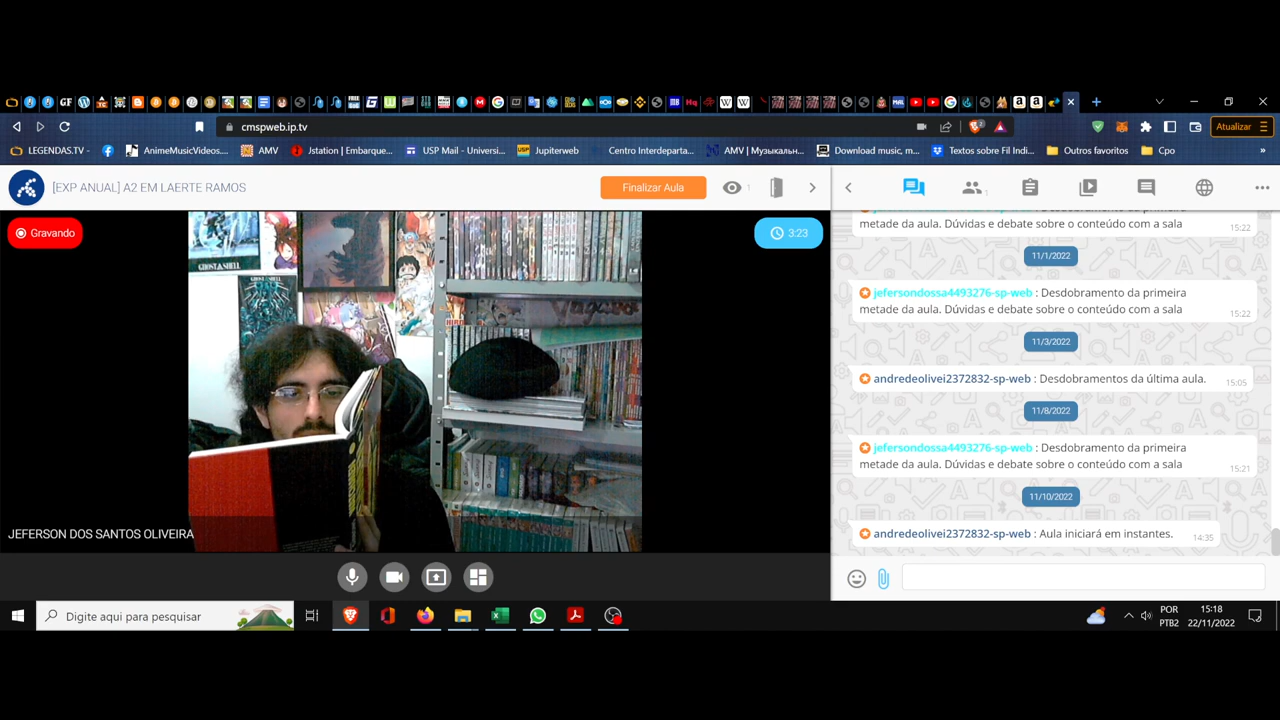 cmspweb.ip.tv
Atualizar
LEGENDAS.TV -
AnimeMusicVideos...
AMV
Jstation | Embarque...
USP Mail - Universi...
Jupiterweb
Centro Interdeparta...
AMV | Музыкальн...
Download music, m...
Textos sobre Fil Indi...
Outros favoritos
Cpo
»
[EXP ANUAL] A2 EM LAERTE RAMOS
Finalizar Aula
1
1
Gravando
3:23
GHOST IN THE SHELL
JEFERSON DOS SANTOS OLIVEIRA
metade da aula. Dúvidas e debate sobre o conteúdo com a sala
15:22
11/1/2022
jefersondossa4493276-sp-web : Desdobramento da primeira
metade da aula. Dúvidas e debate sobre o conteúdo com a sala
15:22
11/3/2022
andredeolivei2372832-sp-web : Desdobramentos da última aula.
15:05
11/8/2022
jefersondossa4493276-sp-web : Desdobramento da primeira
metade da aula. Dúvidas e debate sobre o conteúdo com a sala
15:21
11/10/2022
andredeolivei2372832-sp-web : Aula iniciará em instantes.
14:35
Digite aqui para pesquisar
POR
PTB2
15:18
22/11/2022